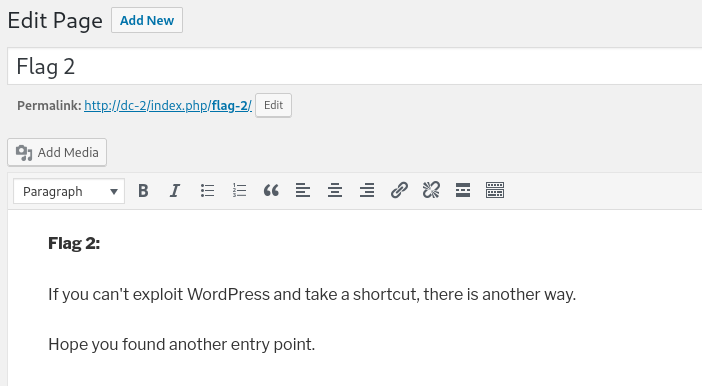 Edit Page Add New
Flag 2
Permalink: http://dc-2/index.php/flag-2/ Edit
Add Media
Paragraph
Flag 2:
If you can't exploit WordPress and take a shortcut, there is another way.
Hope you found another entry point.